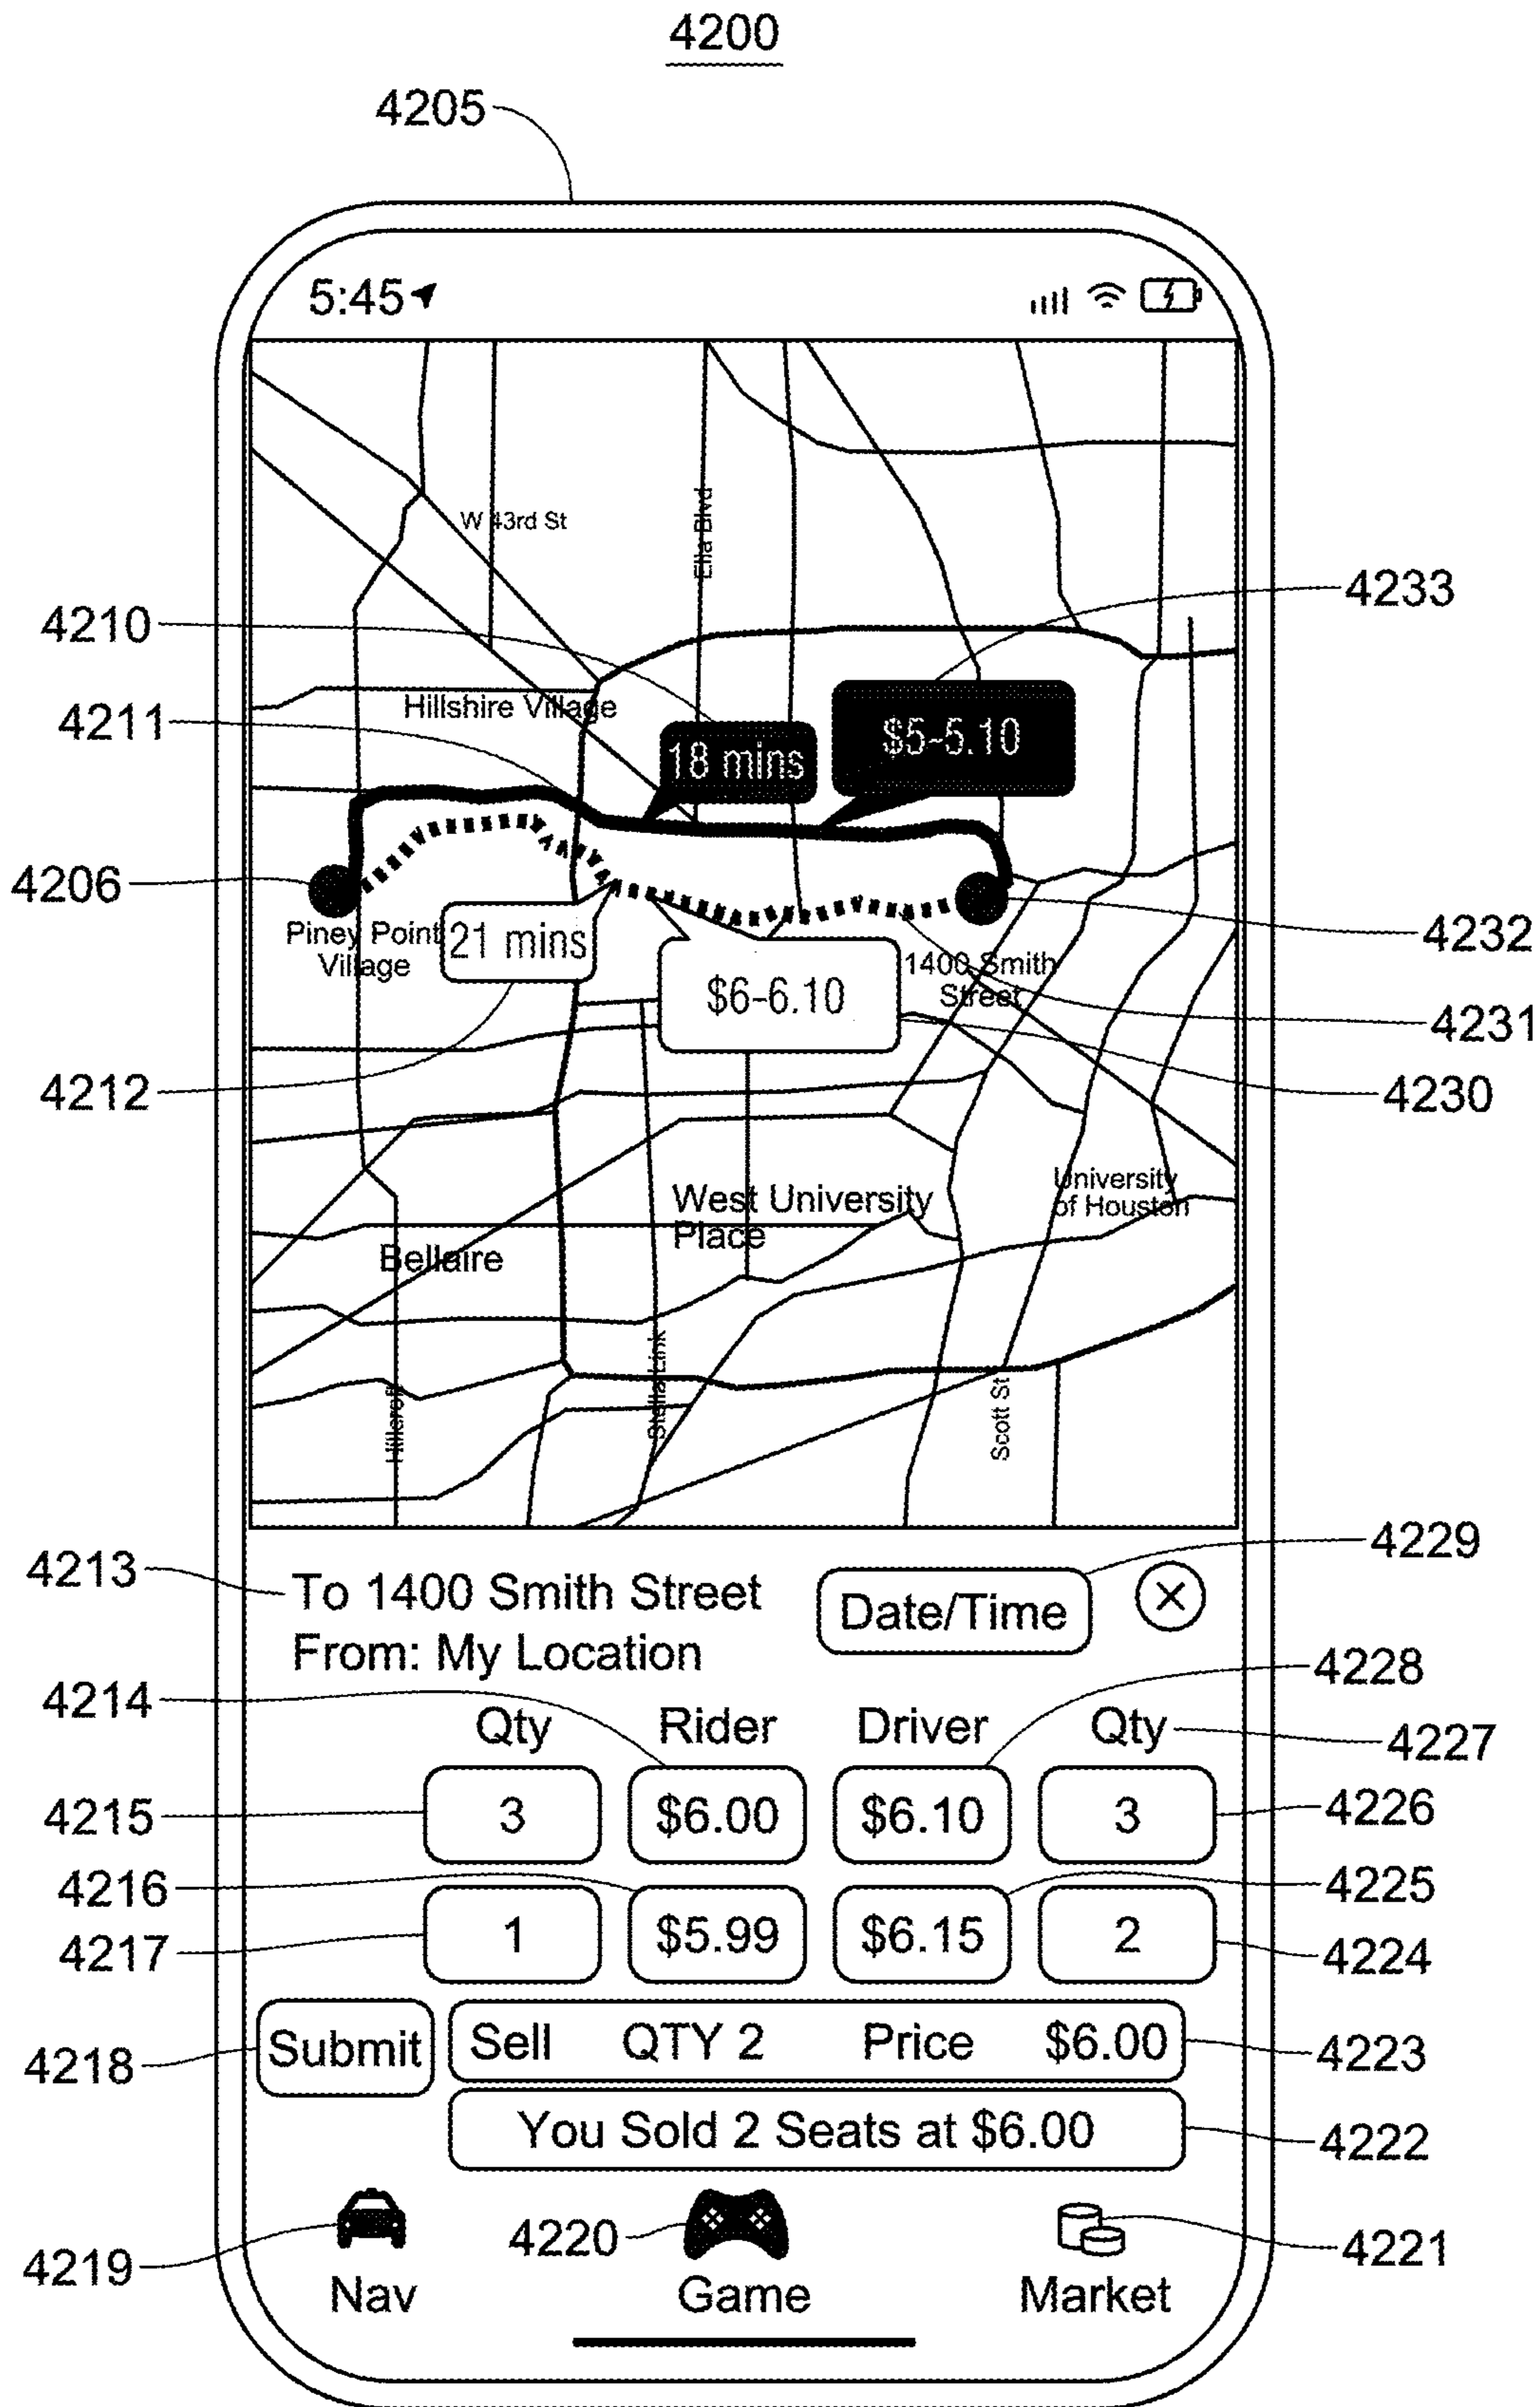 4200
4205
5:45
W 43rd St
Ella Blvd
4233
4210
Hillshire Village
4211
18 mins
$5-5.10
4206
Piney Point
Village
21 mins
4232
1400 Smith
Street
$6-6.10
4231
4212
4230
West University
Place
University
of Houston
Bellaire
Hillcroft
Stella Link
Scott St
4229
4213
To 1400 Smith Street
Date/Time
From: My Location
4228
4214
Qty Rider Driver Qty
4227
4215
3 $6.00 $6.10 3
4226
4216
4225
4217
1 $5.99 $6.15 2
4224
4218
Submit
Sell QTY 2 Price $6.00
4223
You Sold 2 Seats at $6.00
4222
4219
4220
4221
Nav Game Market